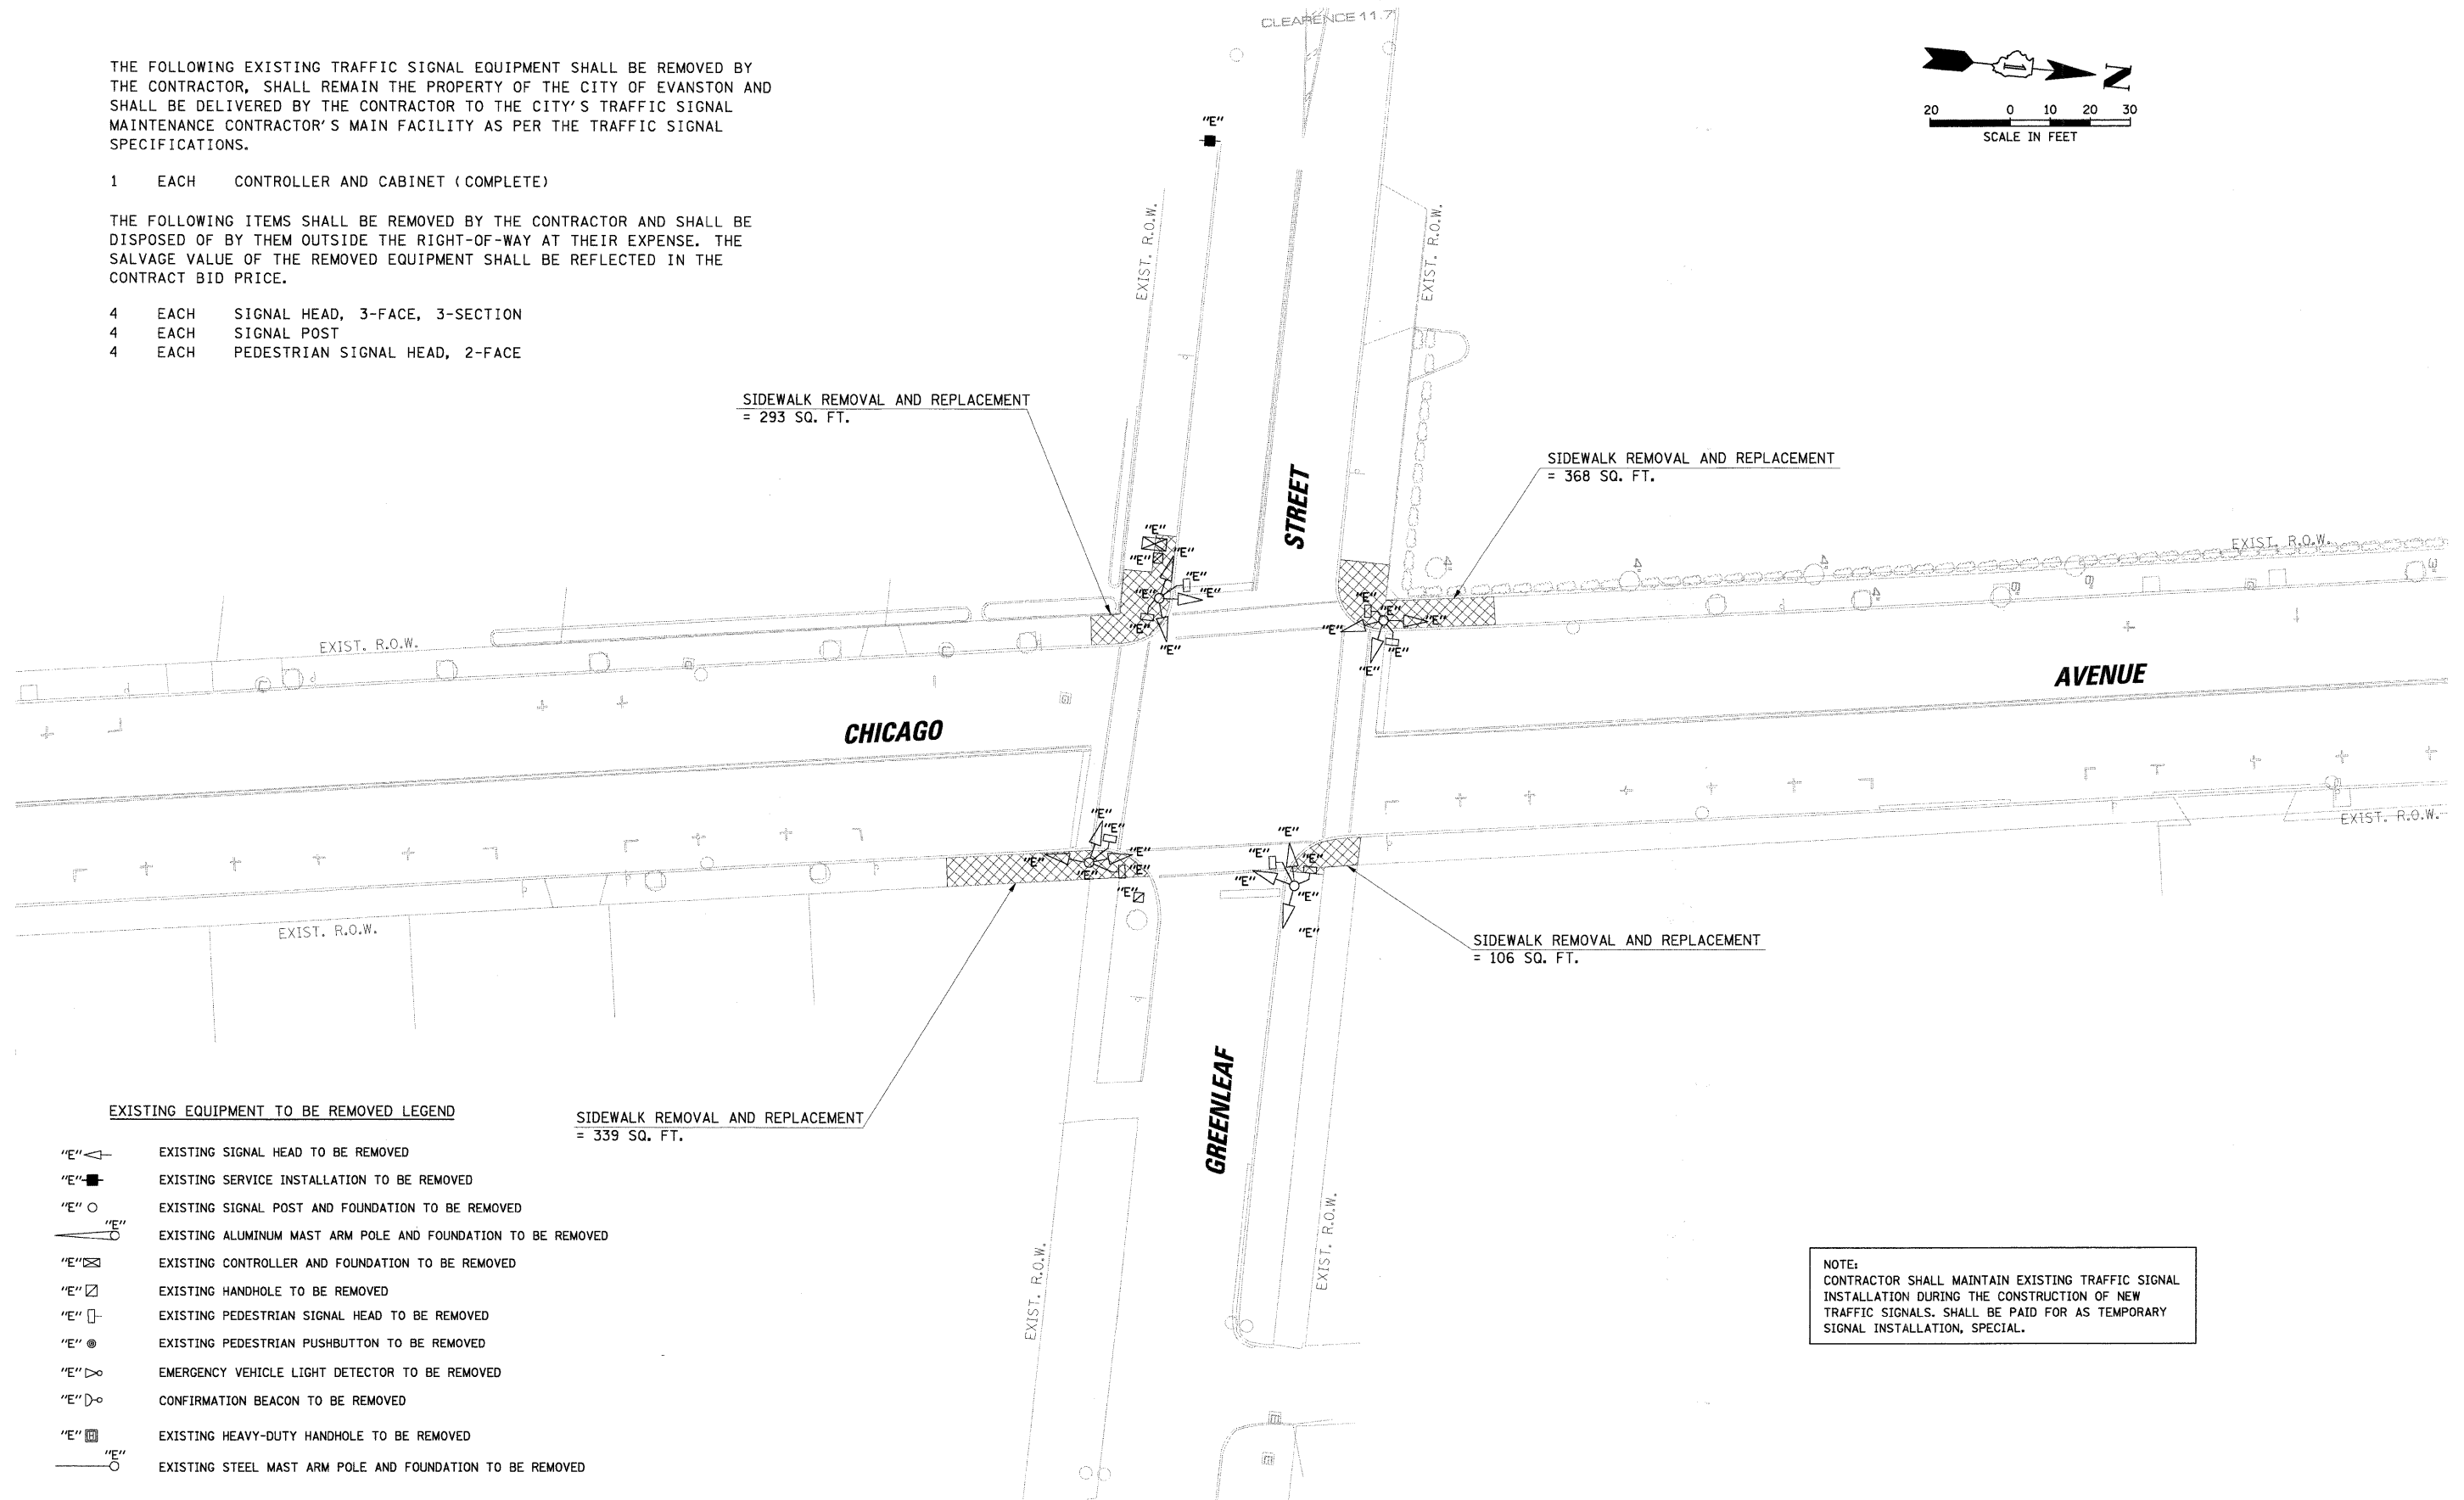 CLEARENCE 11.7
THE FOLLOWING EXISTING TRAFFIC SIGNAL EQUIPMENT SHALL BE REMOVED BY
THE CONTRACTOR, SHALL REMAIN THE PROPERTY OF THE CITY OF EVANSTON AND
SHALL BE DELIVERED BY THE CONTRACTOR TO THE CITY'S TRAFFIC SIGNAL
MAINTENANCE CONTRACTOR'S MAIN FACILITY AS PER THE TRAFFIC SIGNAL
SPECIFICATIONS.
1 EACH CONTROLLER AND CABINET (COMPLETE)
THE FOLLOWING ITEMS SHALL BE REMOVED BY THE CONTRACTOR AND SHALL BE
DISPOSED OF BY THEM OUTSIDE THE RIGHT-OF-WAY AT THEIR EXPENSE. THE
SALVAGE VALUE OF THE REMOVED EQUIPMENT SHALL BE REFLECTED IN THE
CONTRACT BID PRICE.
4 EACH SIGNAL HEAD, 3-FACE, 3-SECTION
4 EACH SIGNAL POST
4 EACH PEDESTRIAN SIGNAL HEAD, 2-FACE
N
20 0 10 20 30
SCALE IN FEET
"E"
EXIST. R.O.W.
EXIST. R.O.W.
SIDEWALK REMOVAL AND REPLACEMENT
= 293 SQ. FT.
SIDEWALK REMOVAL AND REPLACEMENT
= 368 SQ. FT.
STREET
"E"
"E"
"E"
"E"
"E"
"E"
"E"
"E"
"E"
"E"
"E"
"E"
"E"
"E"
EXIST. R.O.W.
EXIST. R.O.W.
AVENUE
CHICAGO
"E"
"E"
"E"
"E"
"E"
"E"
"E"
"E"
"E"
"E"
"E"
"E"
"E"
EXIST. R.O.W.
EXIST. R.O.W.
SIDEWALK REMOVAL AND REPLACEMENT
= 106 SQ. FT.
GREENLEAF
SIDEWALK REMOVAL AND REPLACEMENT
= 339 SQ. FT.
EXIST. R.O.W.
EXIST. R.O.W.
EXISTING EQUIPMENT TO BE REMOVED LEGEND
"E" EXISTING SIGNAL HEAD TO BE REMOVED
"E" EXISTING SERVICE INSTALLATION TO BE REMOVED
"E" EXISTING SIGNAL POST AND FOUNDATION TO BE REMOVED
"E" EXISTING ALUMINUM MAST ARM POLE AND FOUNDATION TO BE REMOVED
"E" EXISTING CONTROLLER AND FOUNDATION TO BE REMOVED
"E" EXISTING HANDHOLE TO BE REMOVED
"E" EXISTING PEDESTRIAN SIGNAL HEAD TO BE REMOVED
"E" EXISTING PEDESTRIAN PUSHBUTTON TO BE REMOVED
"E" EMERGENCY VEHICLE LIGHT DETECTOR TO BE REMOVED
"E" CONFIRMATION BEACON TO BE REMOVED
"E" EXISTING HEAVY-DUTY HANDHOLE TO BE REMOVED
"E" EXISTING STEEL MAST ARM POLE AND FOUNDATION TO BE REMOVED
NOTE:
CONTRACTOR SHALL MAINTAIN EXISTING TRAFFIC SIGNAL
INSTALLATION DURING THE CONSTRUCTION OF NEW
TRAFFIC SIGNALS. SHALL BE PAID FOR AS TEMPORARY
SIGNAL INSTALLATION, SPECIAL.